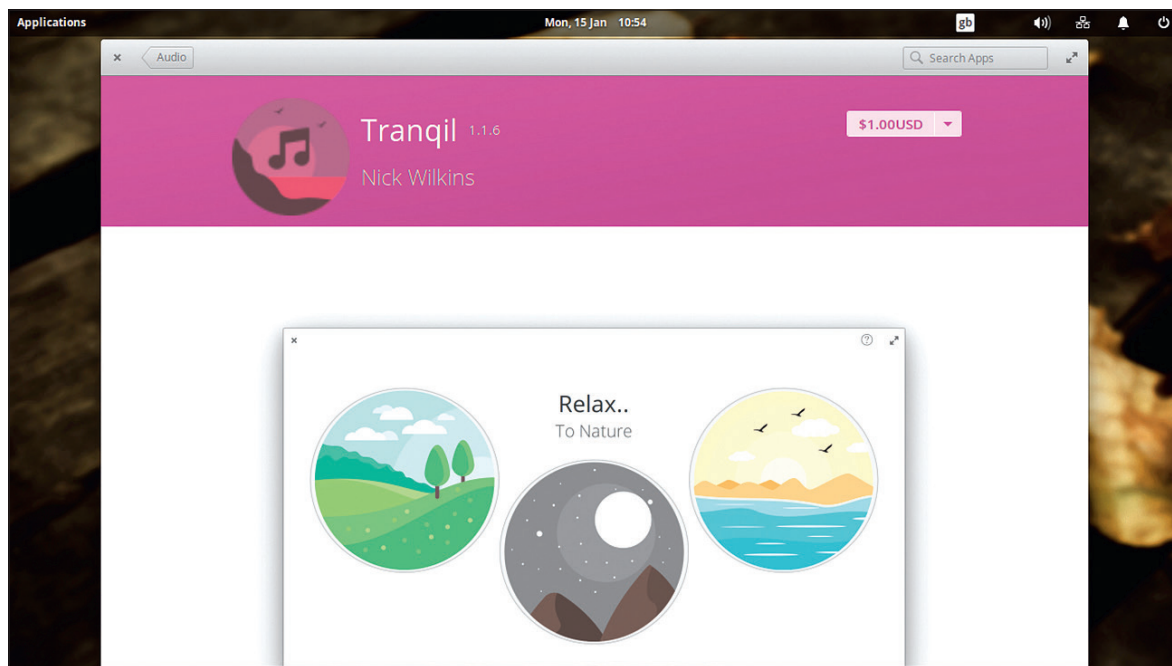 Applications Mon, 15 Jan 10:54 gb
Audio Search Apps
Tranqil 1.1.6 $1.00USD
Nick Wilkins
Relax..
To Nature